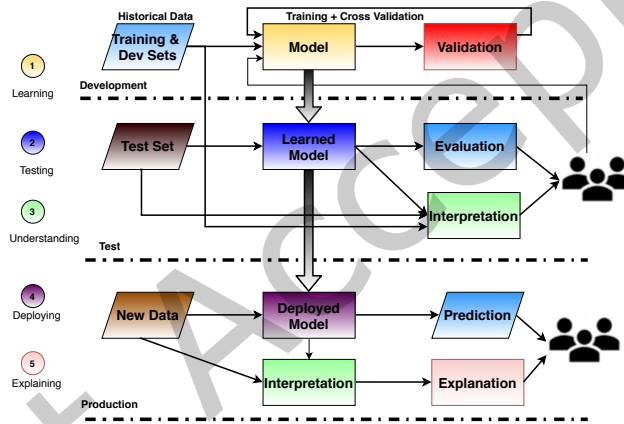 Historical Data
Training + Cross Validation
Training &
Dev Sets
Model
Validation
1
Learning
Development
2
Testing
Test Set
Learned
Model
Evaluation
3
Understanding
Interpretation
Test
4
Deploying
New Data
Deployed
Model
Prediction
5
Explaining
Interpretation
Explanation
Production
Accep